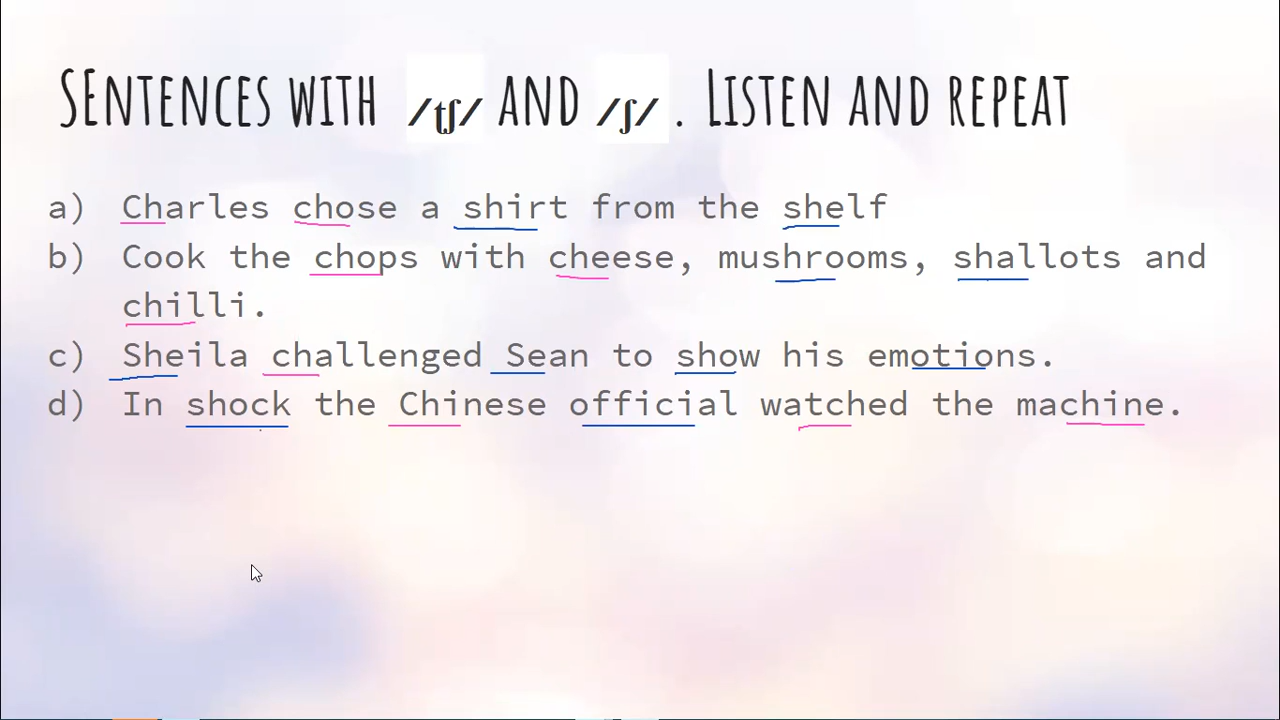 SEntences with /tʃ/ and /ʃ/ . Listen and repeat
a) Charles chose a shirt from the shelf
b) Cook the chops with cheese, mushrooms, shallots and
chilli.
c) Sheila challenged Sean to show his emotions.
d) In shock the Chinese official watched the machine.